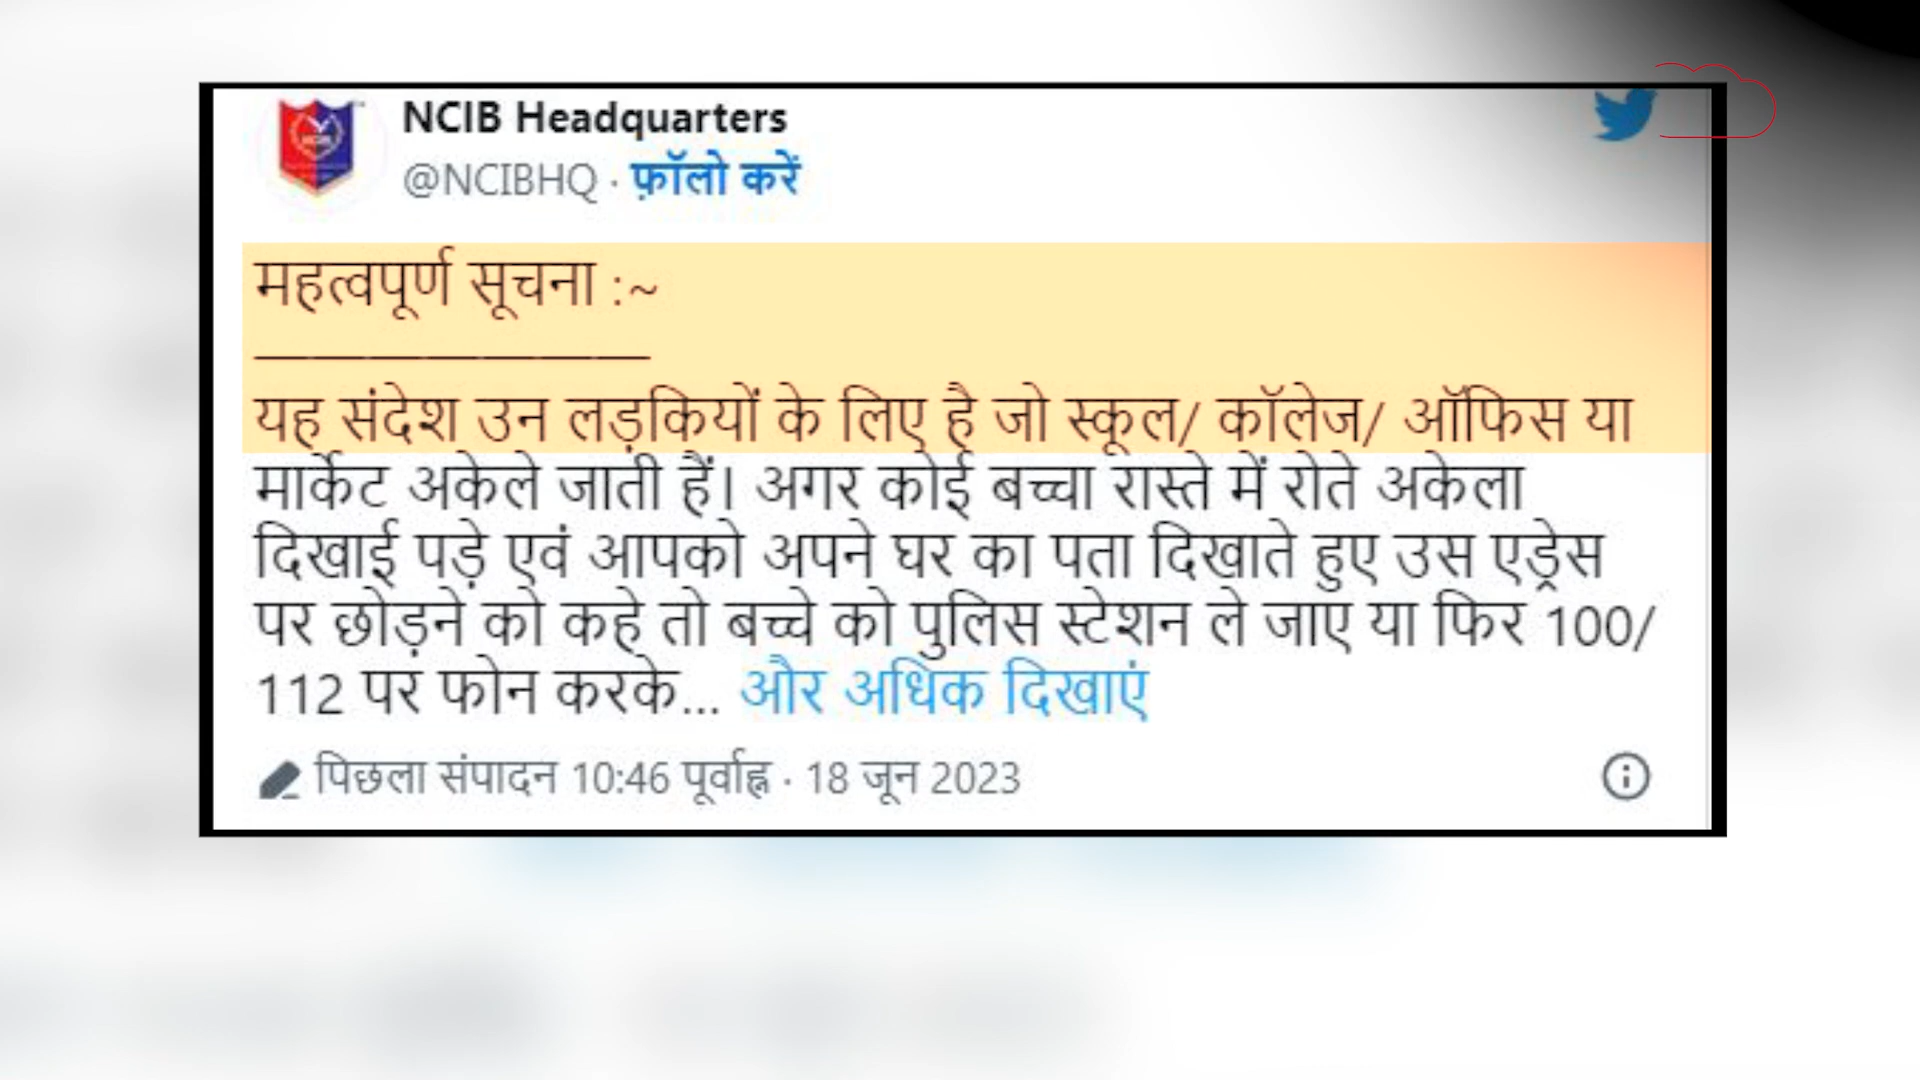 NCIB Headquarters
@NCIBHQ · फ़ॉलो करें
महत्वपूर्ण सूचना :~
———————
यह संदेश उन लड़कियों के लिए है जो स्कूल/ कॉलेज/ ऑफिस या
मार्केट अकेले जाती हैं। अगर कोई बच्चा रास्ते में रोते अकेला
दिखाई पड़े एवं आपको अपने घर का पता दिखाते हुए उस एड्रेस
पर छोड़ने को कहे तो बच्चे को पुलिस स्टेशन ले जाए या फिर 100/
112 पर फोन करके... और अधिक दिखाएं
पिछला संपादन 10:46 पूर्वाह्न · 18 जून 2023